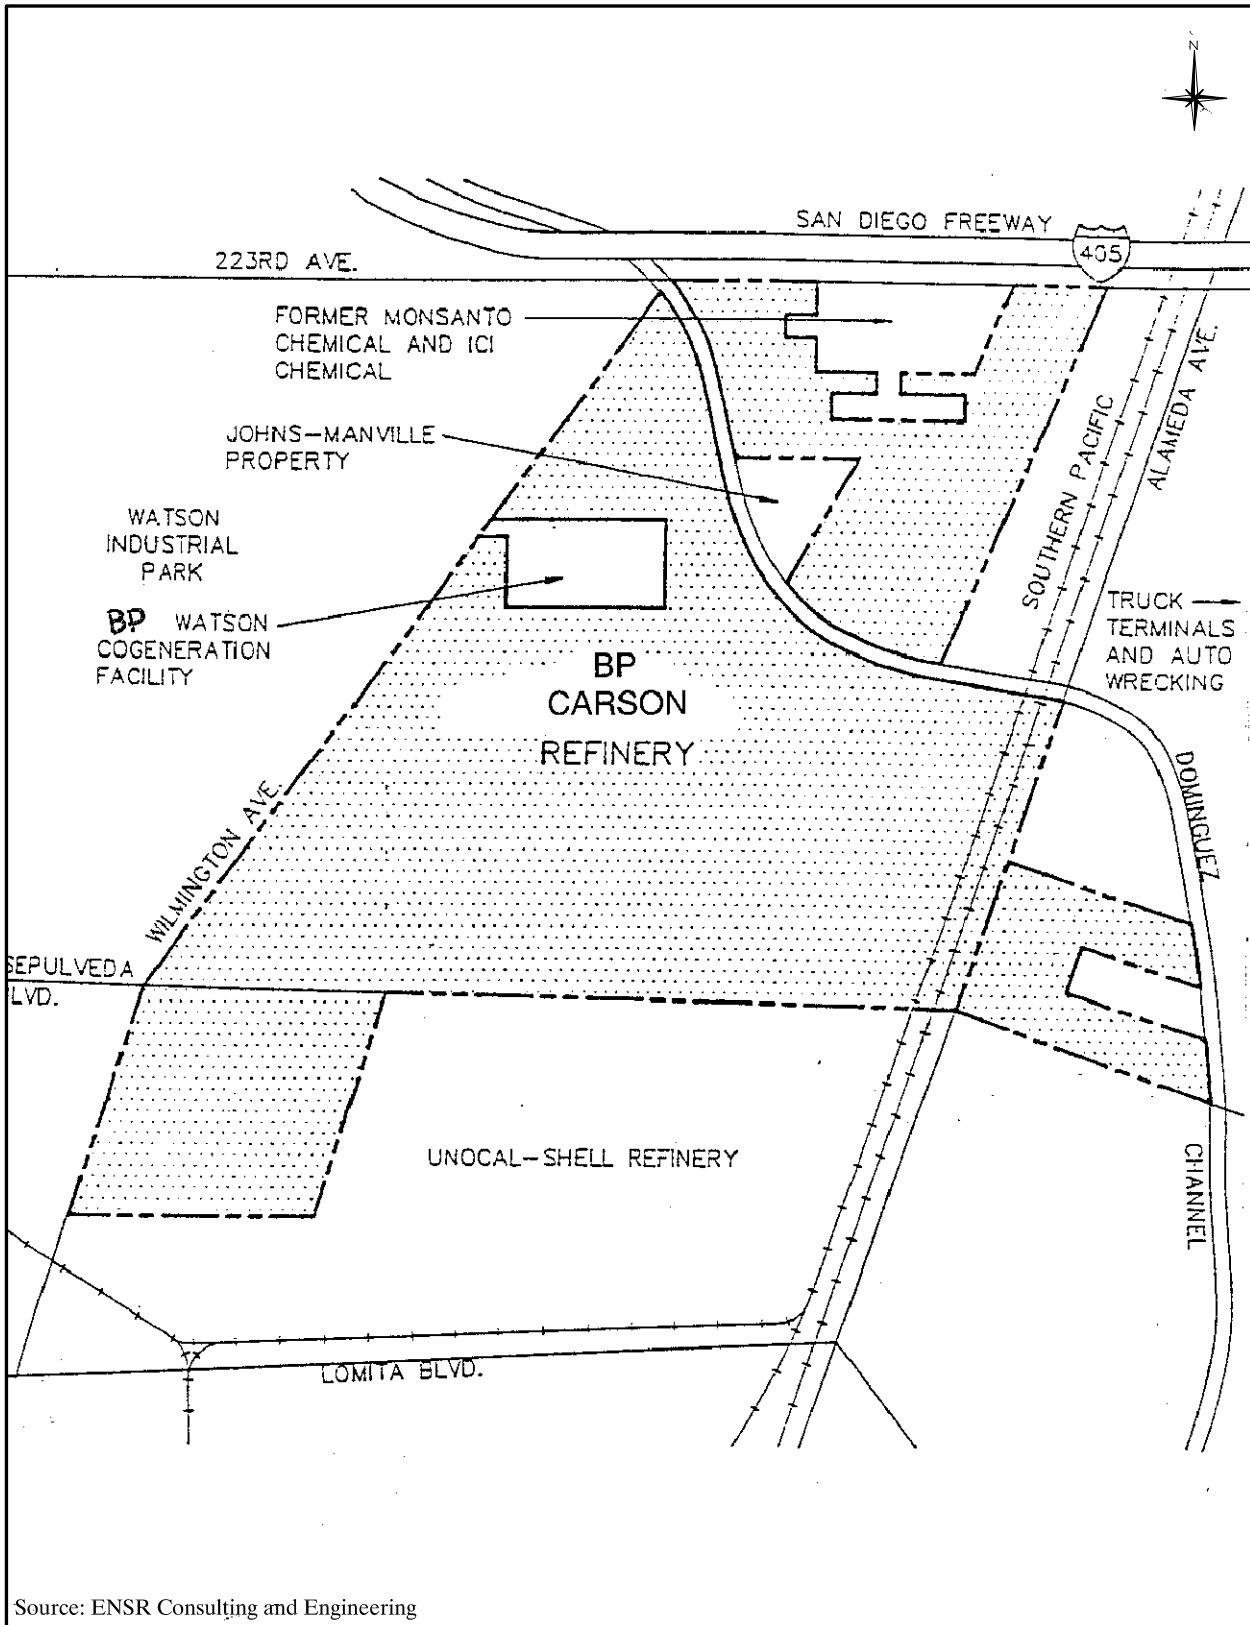 N
SAN DIEGO FREEWAY
405
223RD AVE.
FORMER MONSANTO
CHEMICAL AND ICI
CHEMICAL
JOHNS-MANVILLE
PROPERTY
SOUTHERN PACIFIC
ALAMEDA AVE.
WATSON
INDUSTRIAL
PARK
BP WATSON
COGENERATION
FACILITY
TRUCK
TERMINALS
AND AUTO
WRECKING
BP
CARSON
REFINERY
WILMINGTON AVE.
DOMINGUEZ
CHANNEL
SEPULVEDA
LVD.
UNOCAL-SHELL REFINERY
LOMITA BLVD.
Source: ENSR Consulting and Engineering